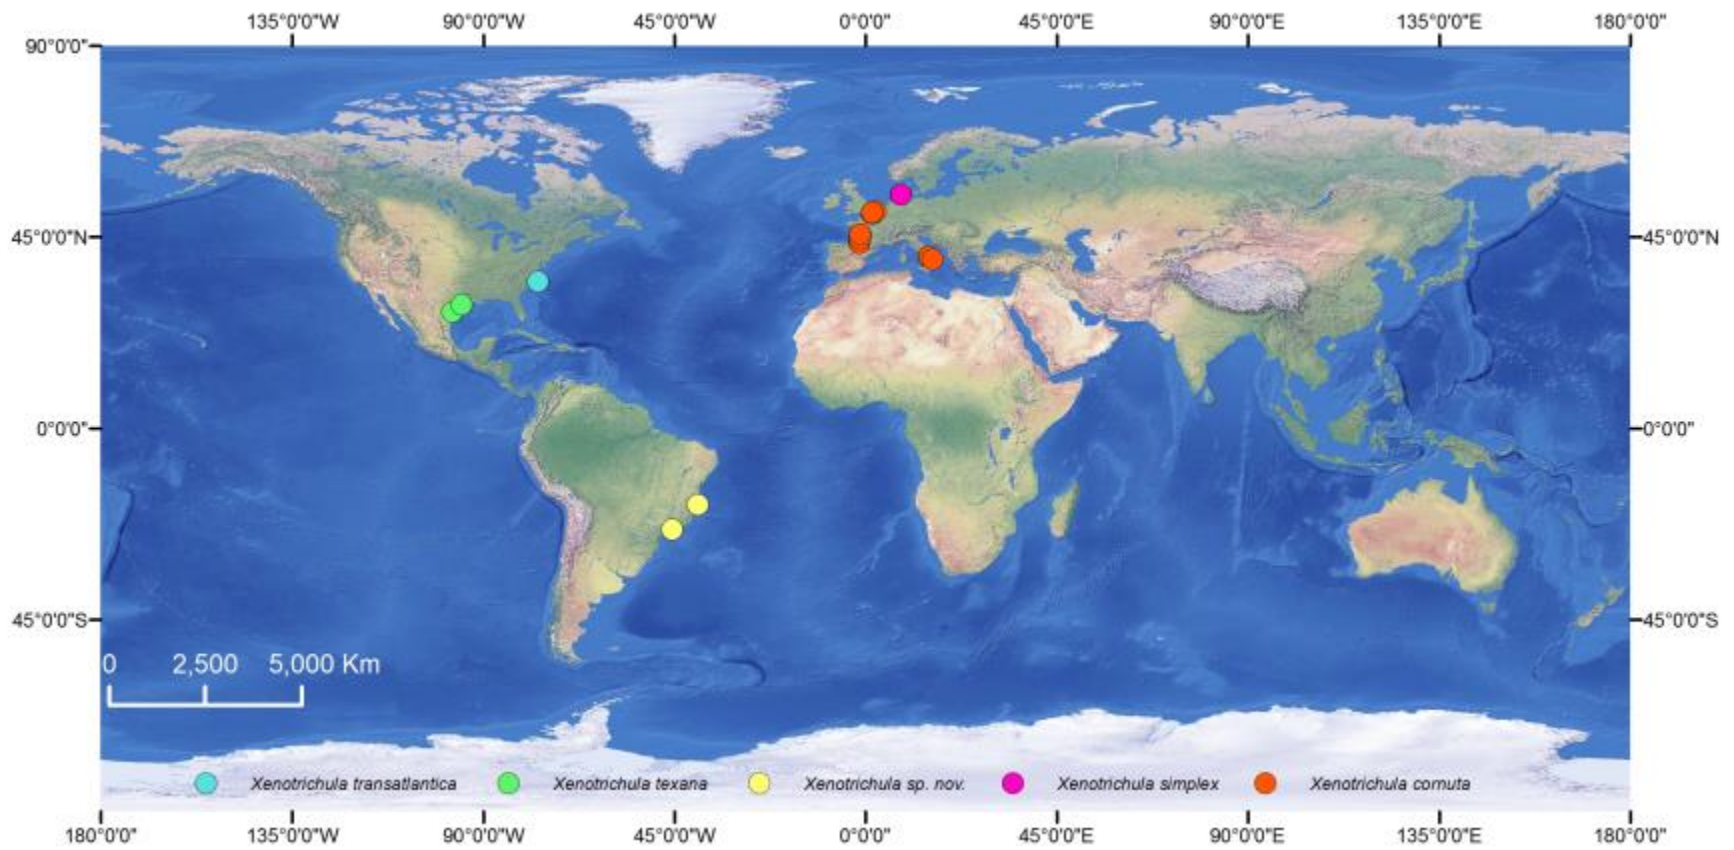 135°0'0"W 90°0'0"W 45°0'0"W 0°0'0" 45°0'0"E 90°0'0"E 135°0'0"E 180°0'0"
90°0'0"
45°0'0"N 45°0'0"N
0°0'0" 0°0'0"
45°0'0"S 45°0'0"S
0 2,500 5,000 Km
Xenotrichula transatlantica Xenotrichula texana Xenotrichula sp. nov. Xenotrichula simplex Xenotrichula cornuta
180°0'0" 135°0'0"W 90°0'0"W 45°0'0"W 0°0'0" 45°0'0"E 90°0'0"E 135°0'0"E 180°0'0"